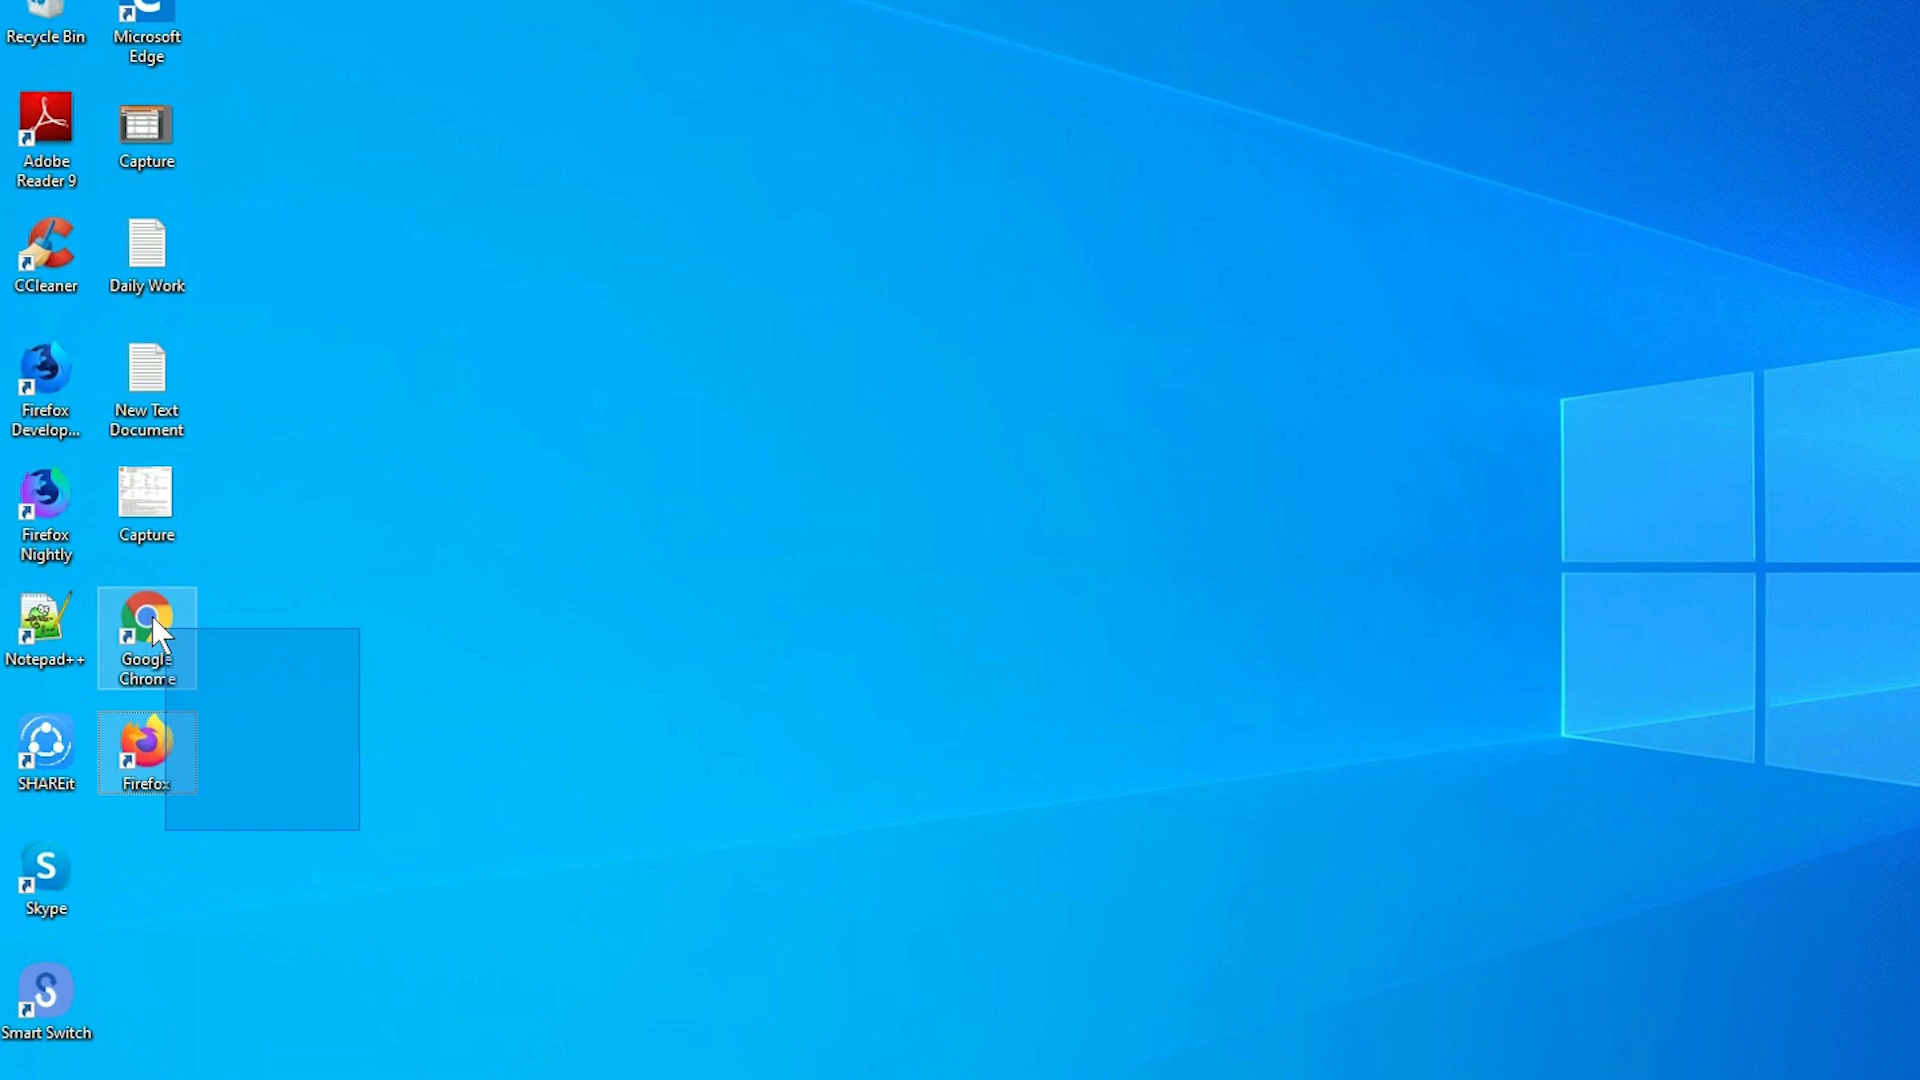 Recycle Bin
Microsoft
Edge
Adobe
Reader 9
Capture
CCleaner
Daily Work
Firefox
Develop...
New Text
Document
Firefox
Nightly
Capture
Notepad++
Google
Chrome
SHAREit
Firefox
S
Skype
Smart Switch